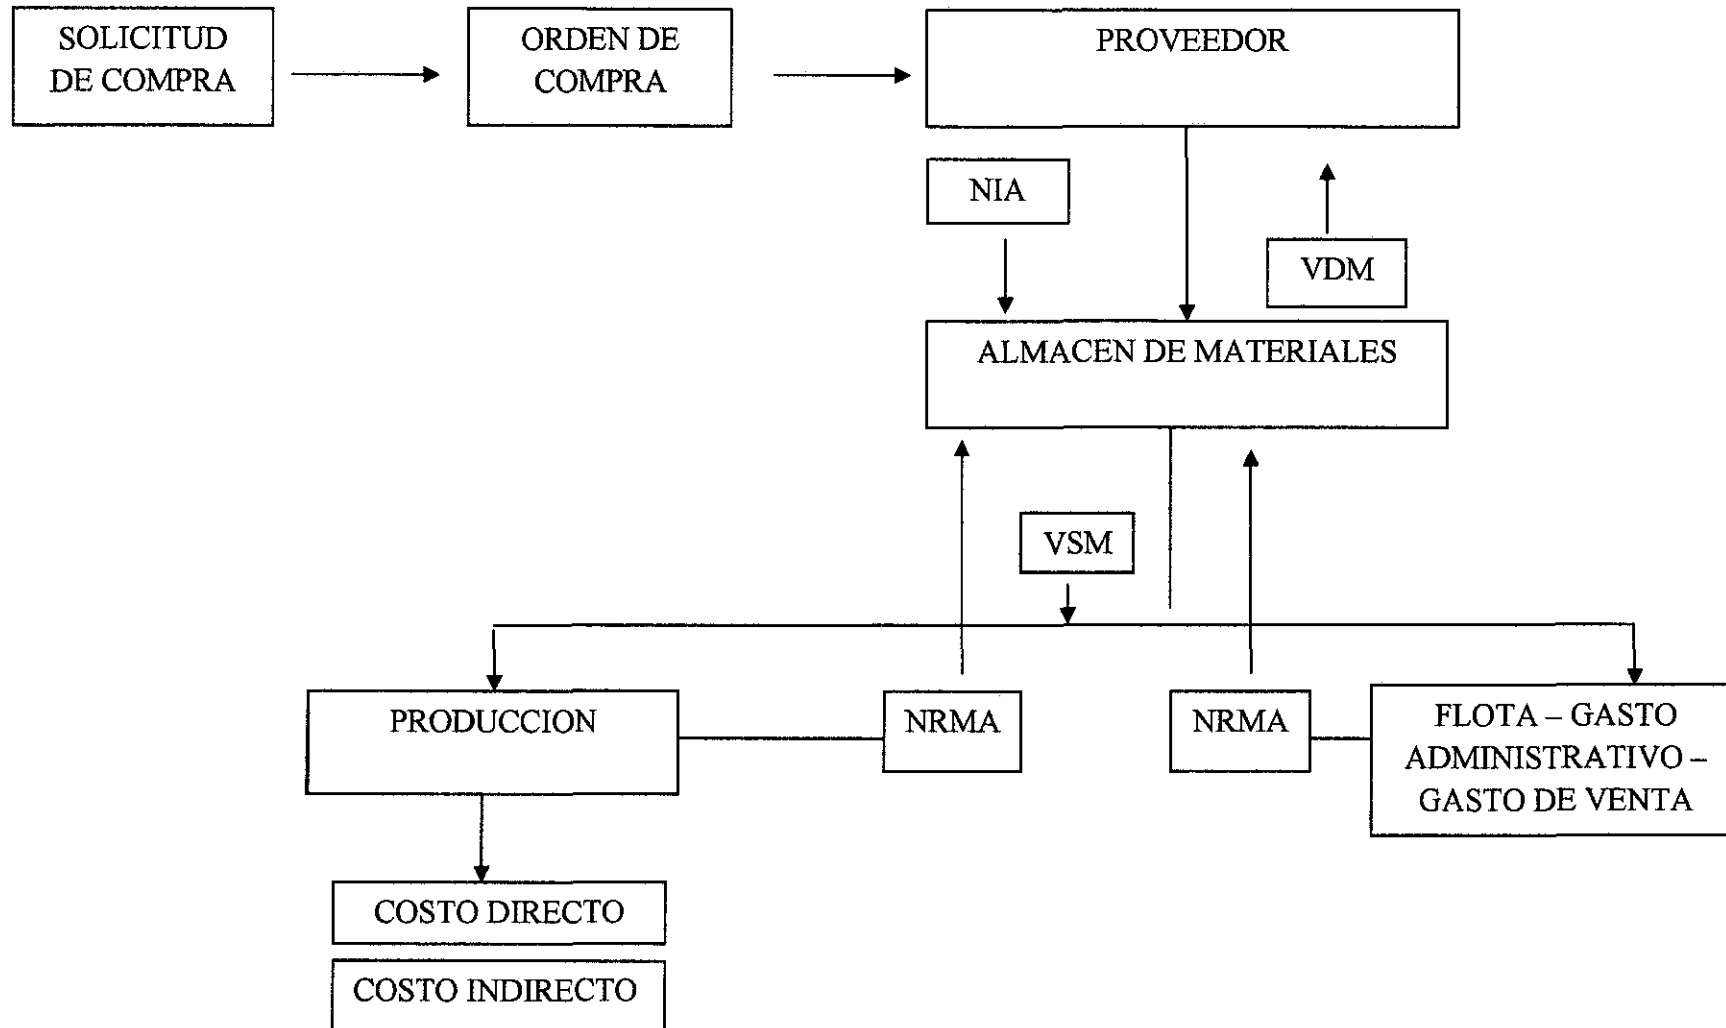 SOLICITUD
DE COMPRA
ORDEN DE
COMPRA
PROVEEDOR
NIA
VDM
ALMACEN DE MATERIALES
VSM
PRODUCCION
NRMA
NRMA
FLOTA – GASTO
ADMINISTRATIVO –
GASTO DE VENTA
COSTO DIRECTO
COSTO INDIRECTO